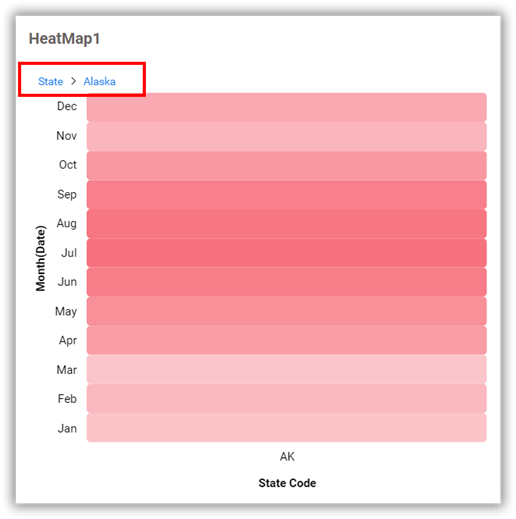 HeatMap1
State > Alaska
Dec
Nov
Oct
Sep
Aug
Jul
Jun
May
Apr
Mar
Feb
Jan
Month(Date)
AK
State Code